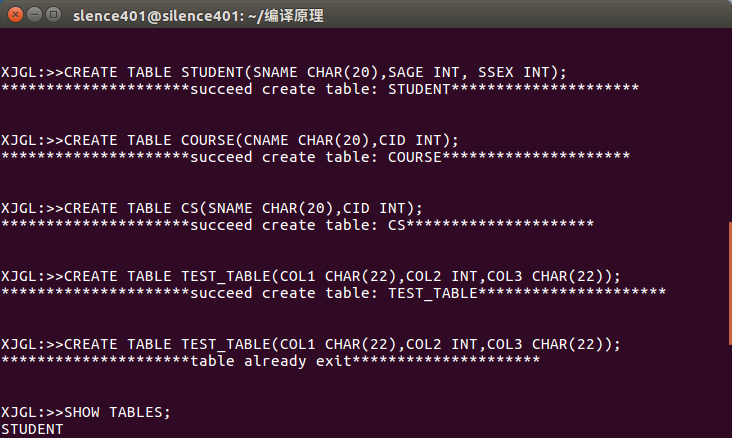 slence401@silence401: ~/编译原理
XJGL:>>CREATE TABLE STUDENT(SNAME CHAR(20),SAGE INT, SSEX INT);
*********************succeed create table: STUDENT*********************
XJGL:>>CREATE TABLE COURSE(CNAME CHAR(20),CID INT);
*********************succeed create table: COURSE*********************
XJGL:>>CREATE TABLE CS(SNAME CHAR(20),CID INT);
*********************succeed create table: CS*********************
XJGL:>>CREATE TABLE TEST_TABLE(COL1 CHAR(22),COL2 INT,COL3 CHAR(22));
*********************succeed create table: TEST_TABLE*********************
XJGL:>>CREATE TABLE TEST_TABLE(COL1 CHAR(22),COL2 INT,COL3 CHAR(22));
*********************table already exit*********************
XJGL:>>SHOW TABLES;
STUDENT